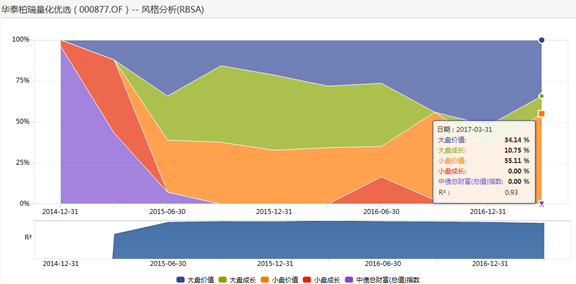 华泰柏瑞量化优选 ( 000877.OF ) -- 风格分析(RBSA)
100%
75%
50%
25%
0%
日期 : 2017-03-31
大盘价值: 34.14 %
大盘成长: 10.75 %
小盘价值: 55.11 %
小盘成长: 0.00 %
中债总财富(总值)指数: 0.00 %
R² : 0.93
2014-12-31 2015-06-30 2015-12-31 2016-06-30 2016-12-31
R²
2014-12-31 2015-06-30 2015-12-31 2016-06-30 2016-12-31
大盘价值 大盘成长 小盘价值 小盘成长 中债总财富(总值)指数